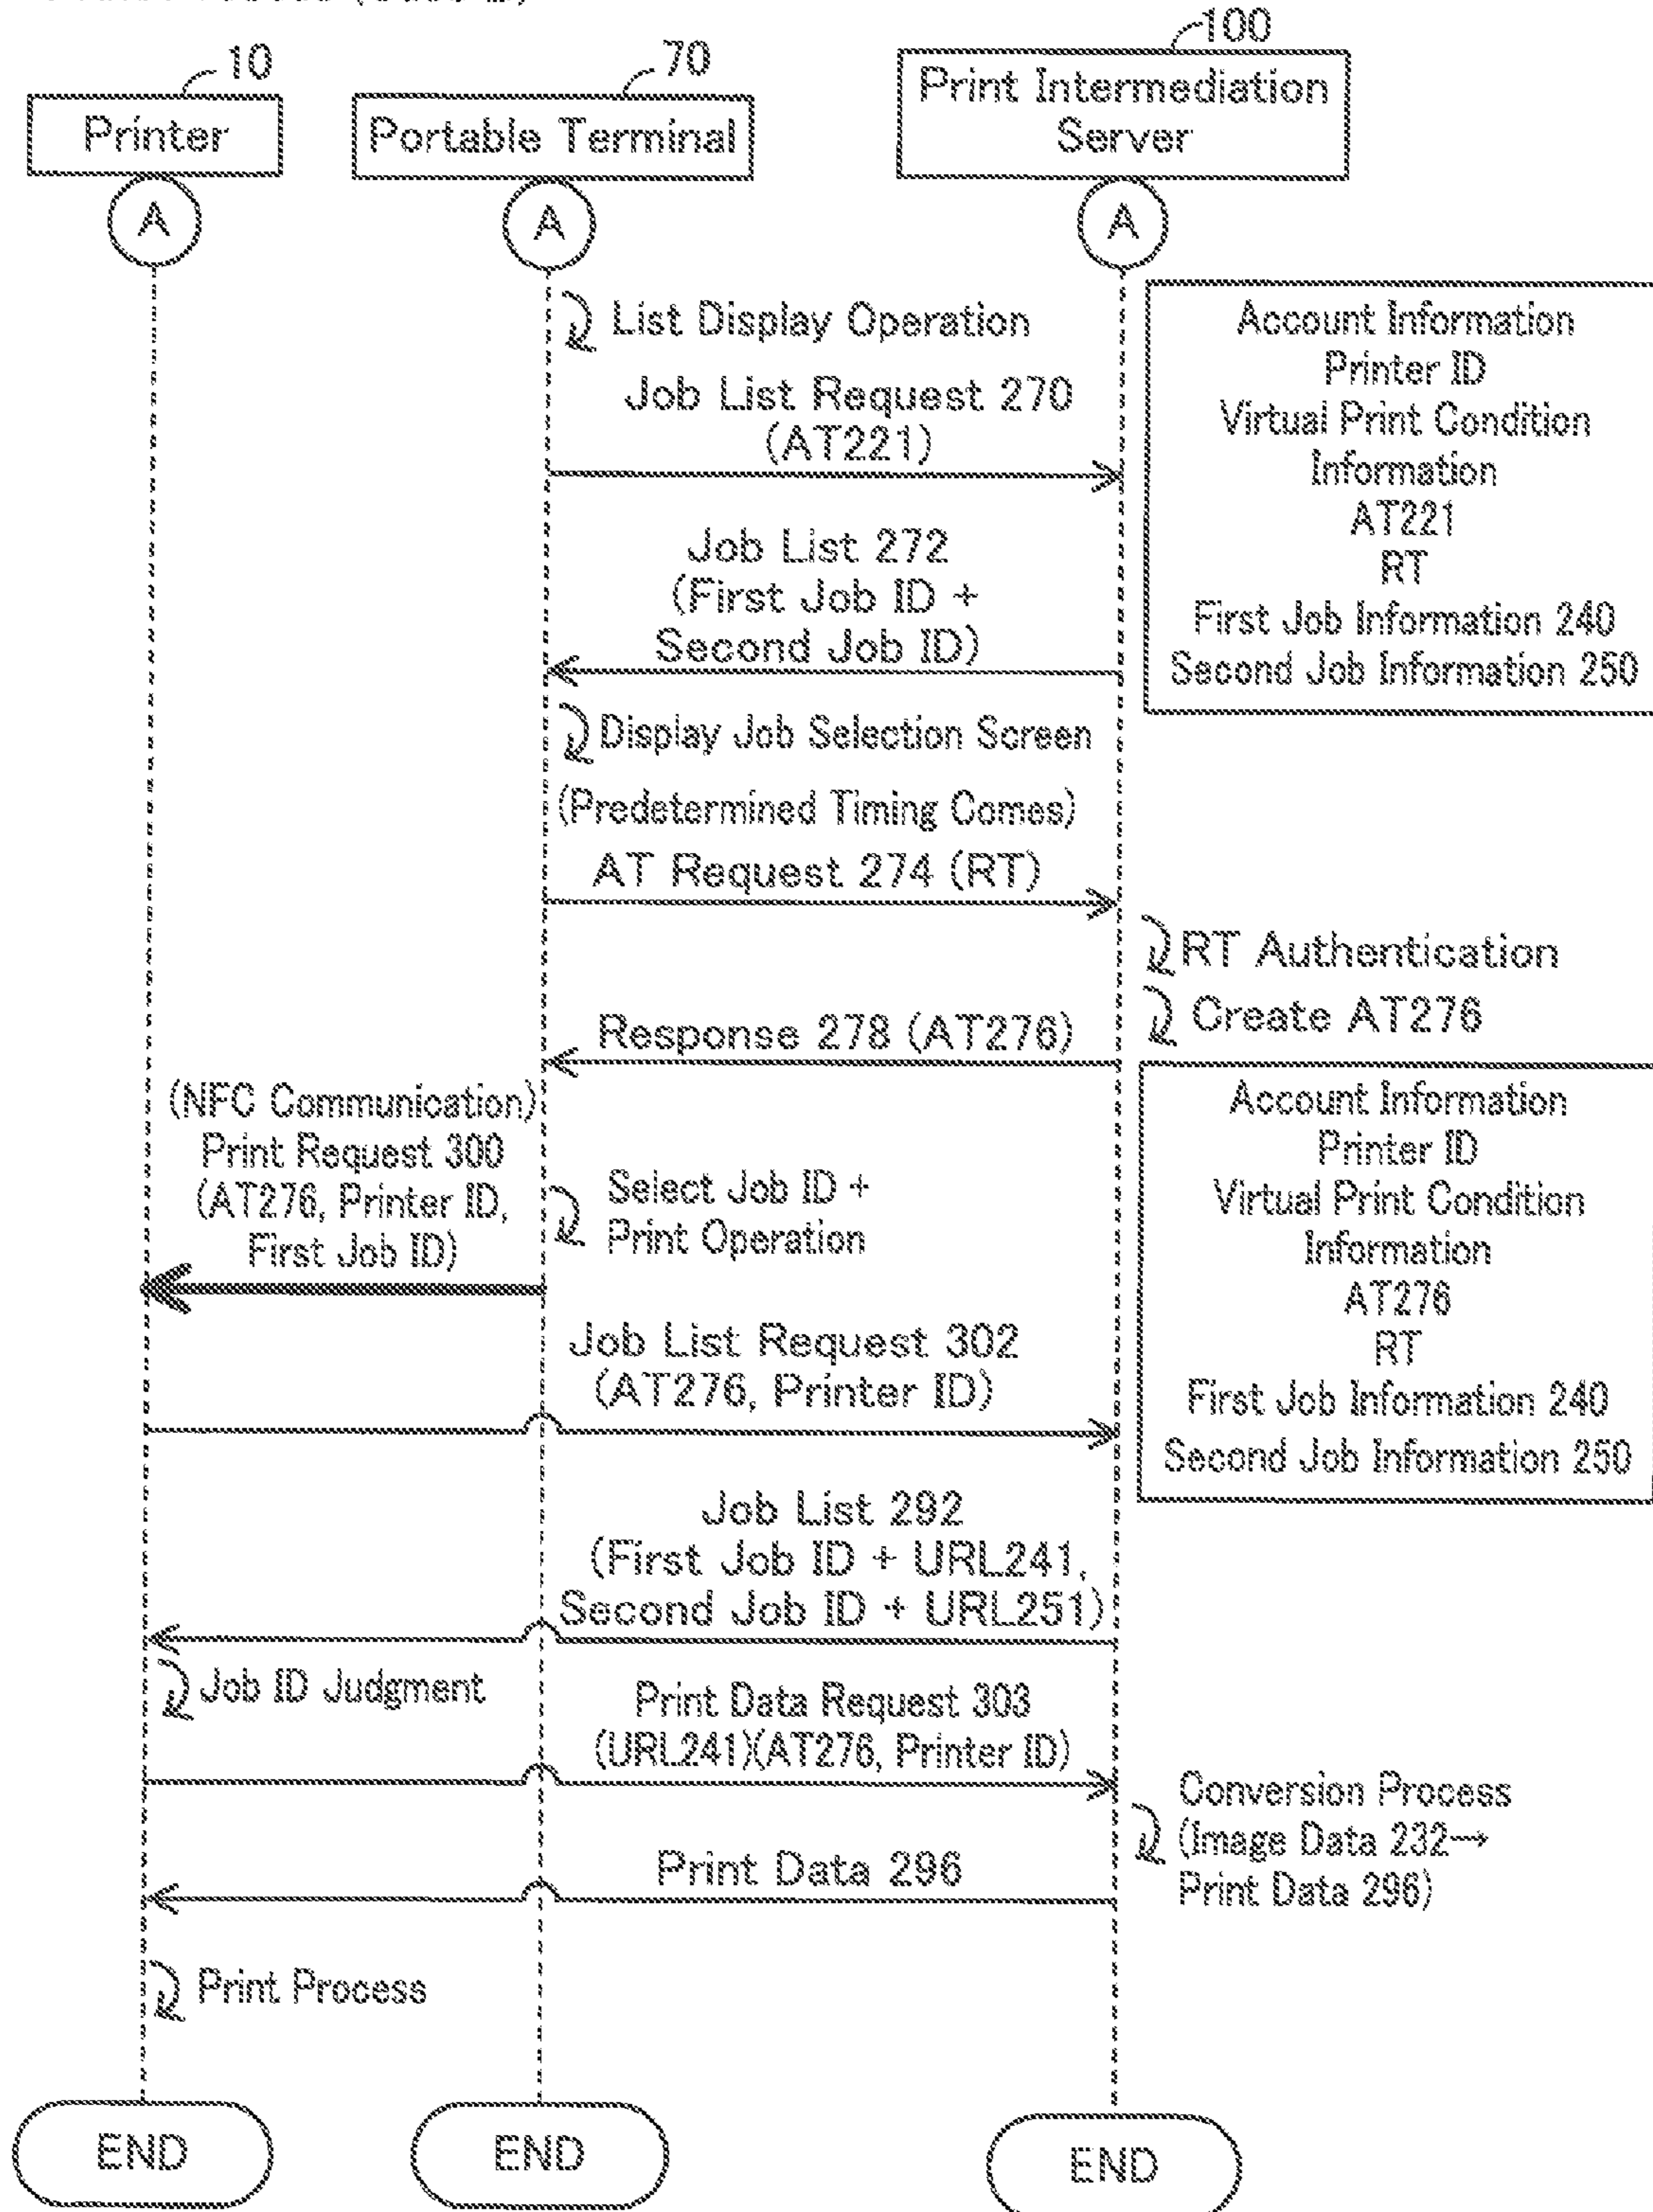 10
70
100
Printer
Portable Terminal
Print Intermediation
Server
A
A
A
List Display Operation
Job List Request 270
(AT221)
Account Information
Printer ID
Virtual Print Condition
Information
AT221
RT
First Job Information 240
Second Job Information 250
Job List 272
(First Job ID +
Second Job ID)
Display Job Selection Screen
(Predetermined Timing Comes)
AT Request 274 (RT)
RT Authentication
Create AT276
Response 278 (AT276)
Account Information
Printer ID
Virtual Print Condition
Information
AT276
RT
First Job Information 240
Second Job Information 250
(NFC Communication)
Print Request 300
(AT276, Printer ID,
First Job ID)
Select Job ID +
Print Operation
Job List Request 302
(AT276, Printer ID)
Job List 292
(First Job ID + URL241,
Second Job ID + URL251)
Job ID Judgment
Print Data Request 303
(URL241)(AT276, Printer ID)
Conversion Process
(Image Data 232→
Print Data 296)
Print Data 296
Print Process
END
END
END